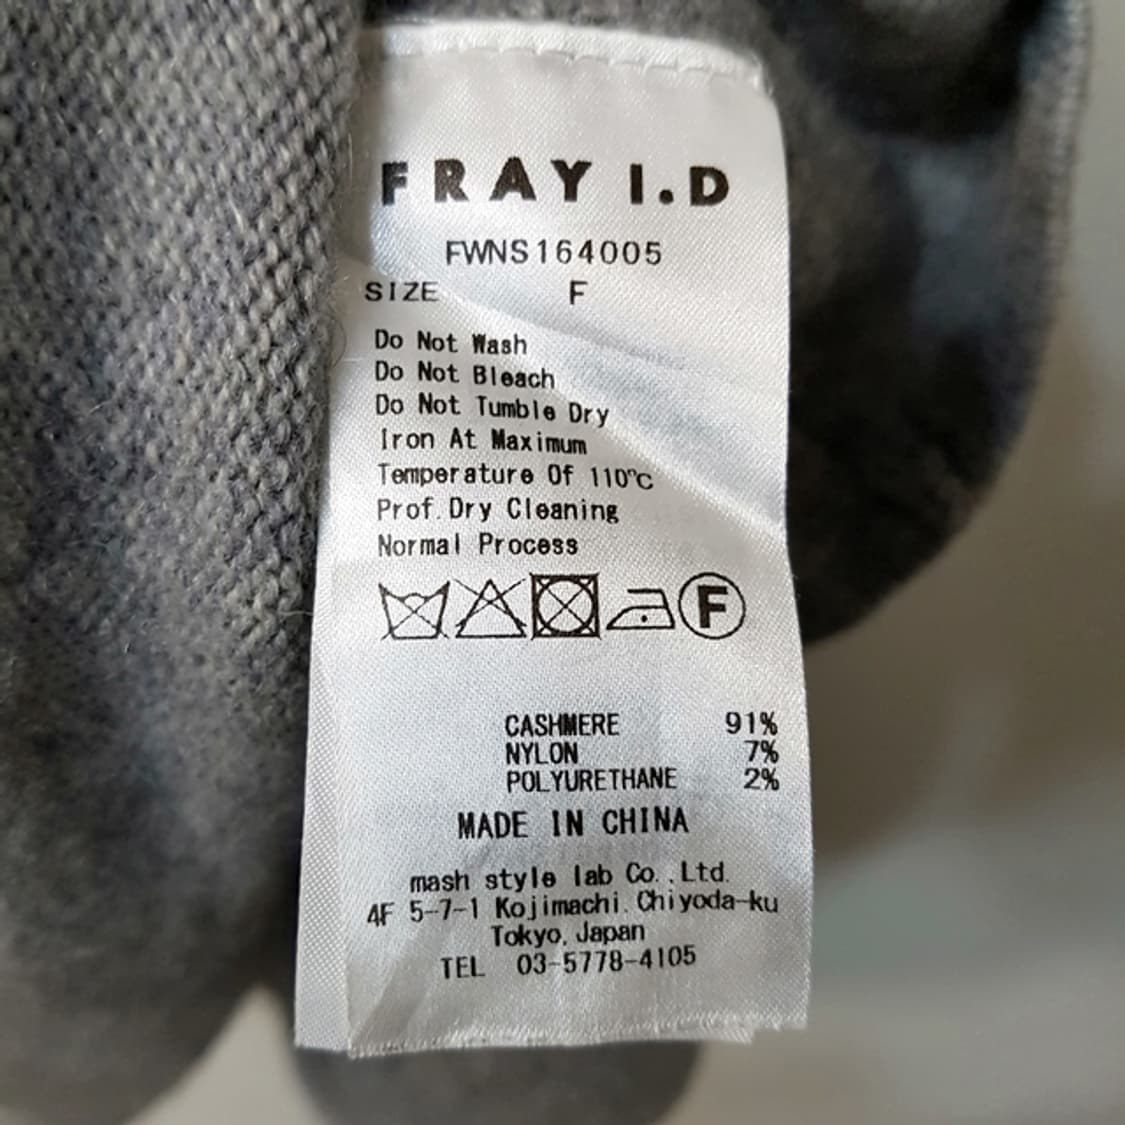 FRAY I.D
FWNS164005
SIZE F
Do Not Wash
Do Not Bleach
Do Not Tumble Dry
Iron At Maximum
Temperature Of 110℃
Prof.Dry Cleaning
Normal Process
F
CASHMERE 91%
NYLON 7%
POLYURETHANE 2%
MADE IN CHINA
mash style lab Co.,Ltd.
4F 5-7-1 Kojimachi, Chiyoda-ku
Tokyo, Japan
TEL 03-5778-4105